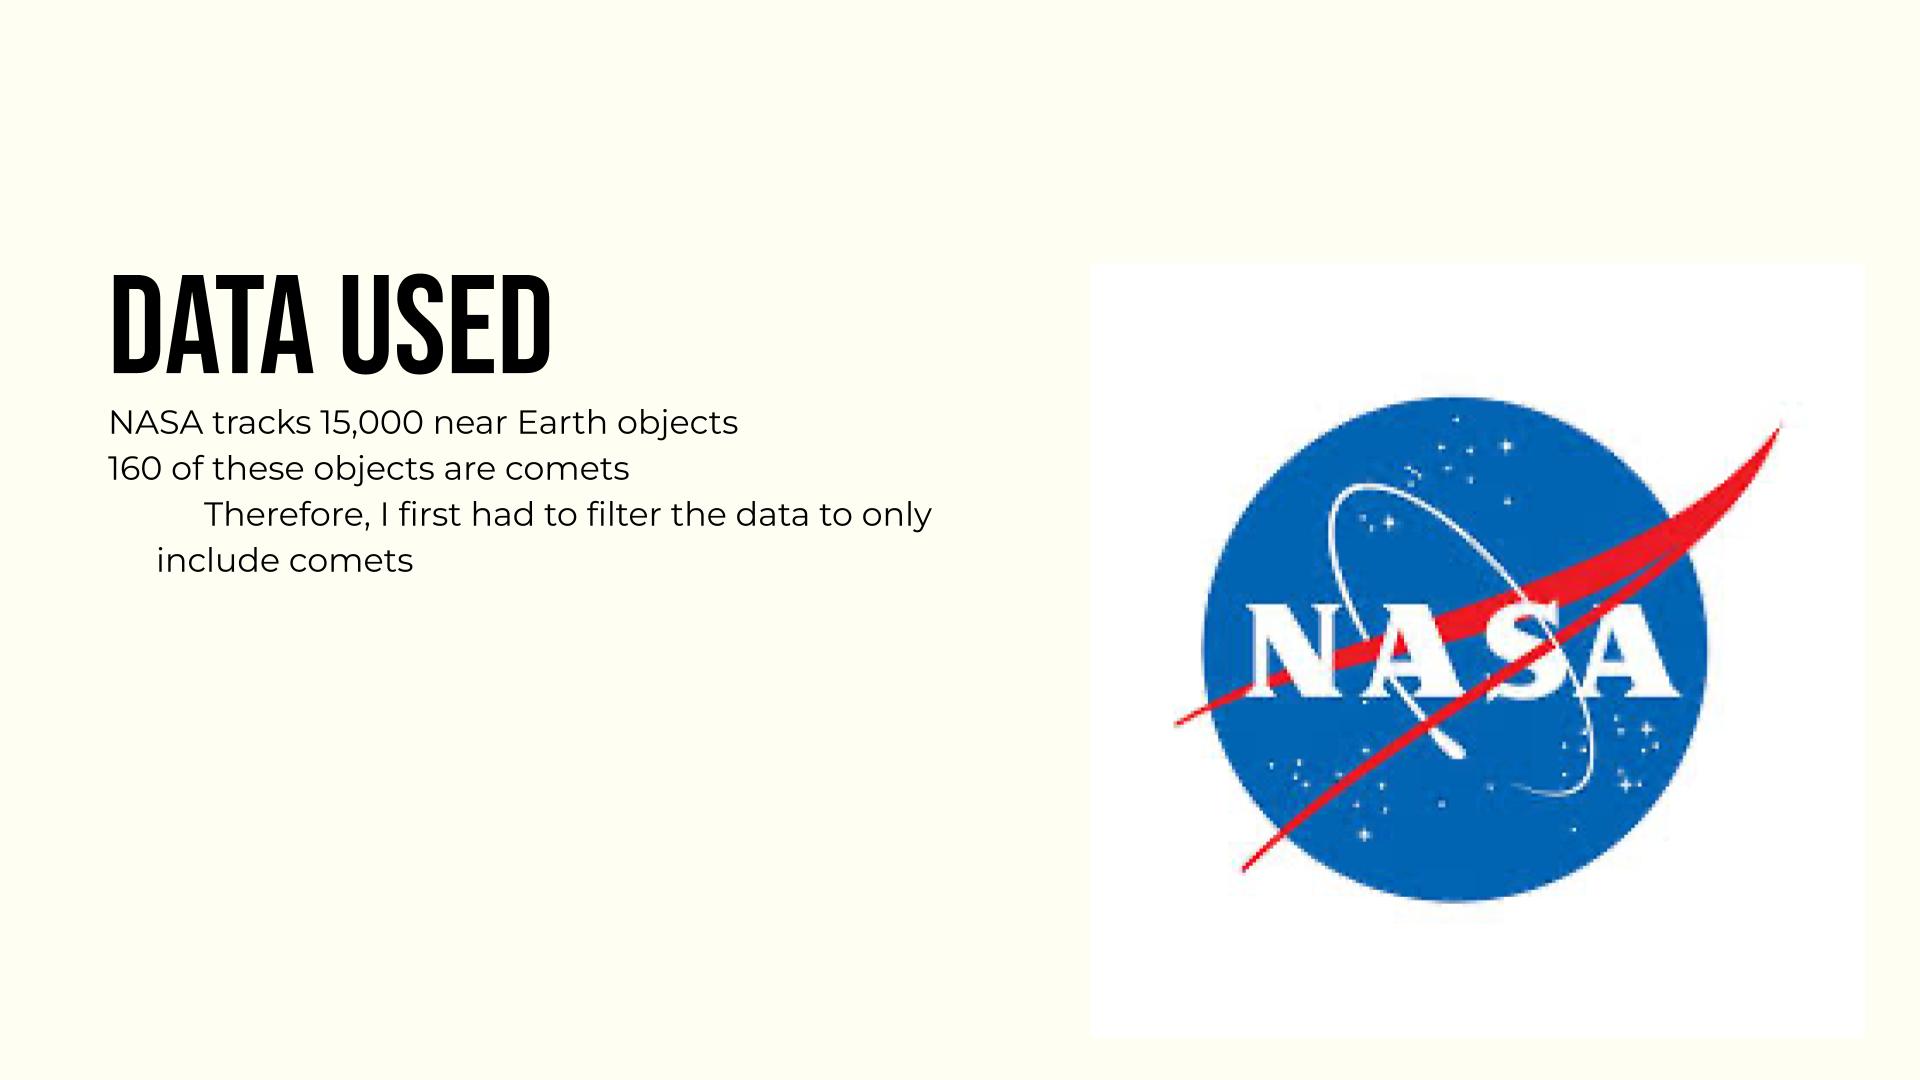 DATA USED
NASA tracks 15,000 near Earth objects
160 of these objects are comets
Therefore, I first had to filter the data to only
include comets
NASA